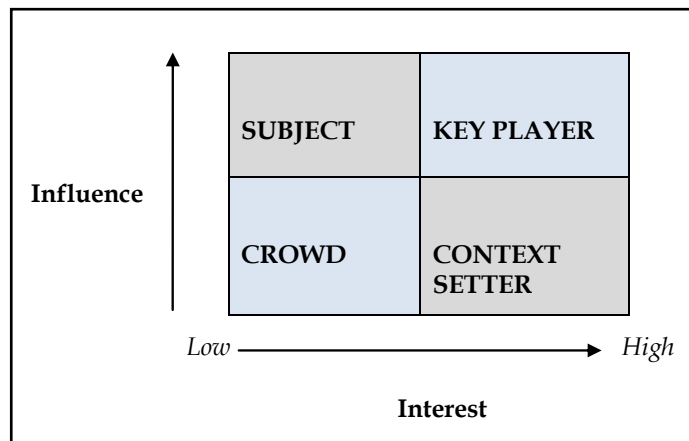 SUBJECT
KEY PLAYER
Influence
CROWD
CONTEXT
SETTER
Low
High
Interest